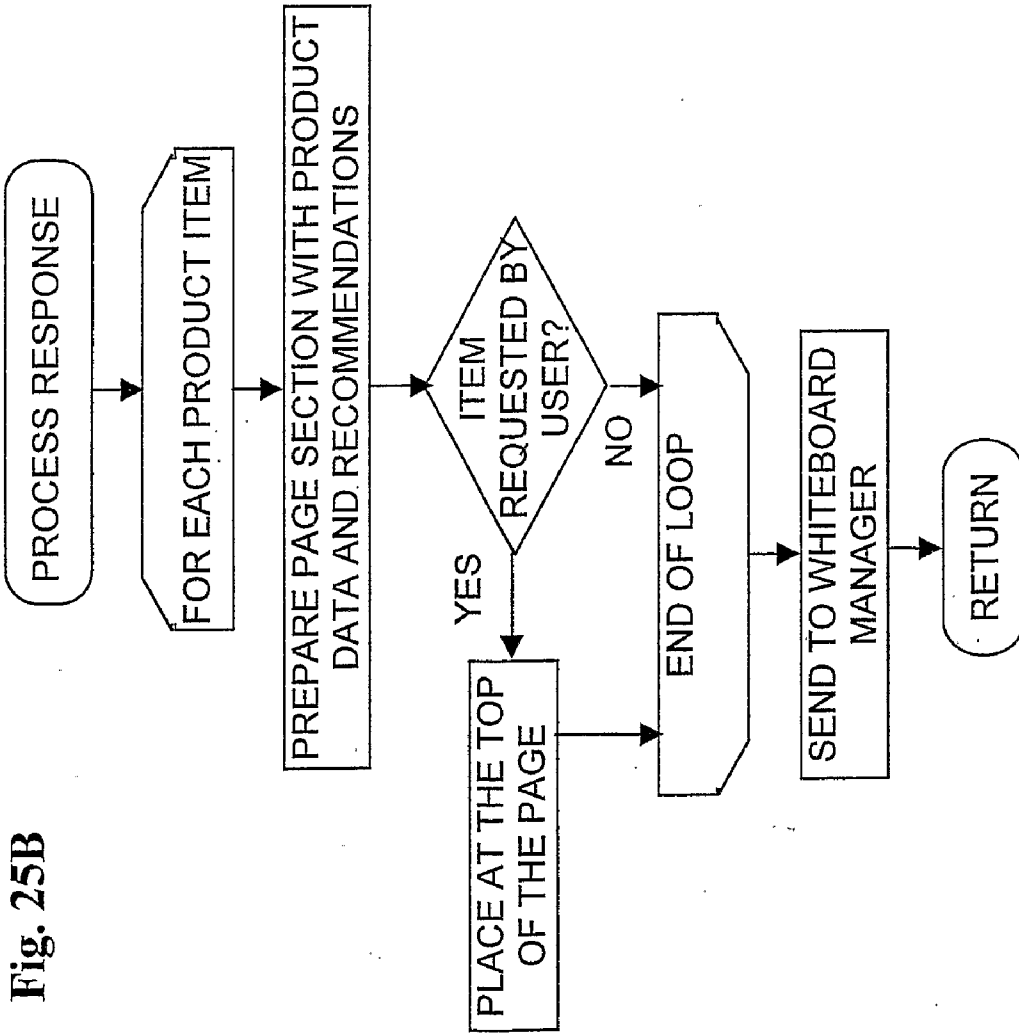 Fig. 25B
PROCESS RESPONSE
FOR EACH PRODUCT ITEM
PREPARE PAGE SECTION WITH PRODUCT
DATA AND RECOMMENDATIONS
ITEM
REQUESTED BY
USER?
YES
NO
PLACE AT THE TOP
OF THE PAGE
END OF LOOP
SEND TO WHITEBOARD
MANAGER
RETURN